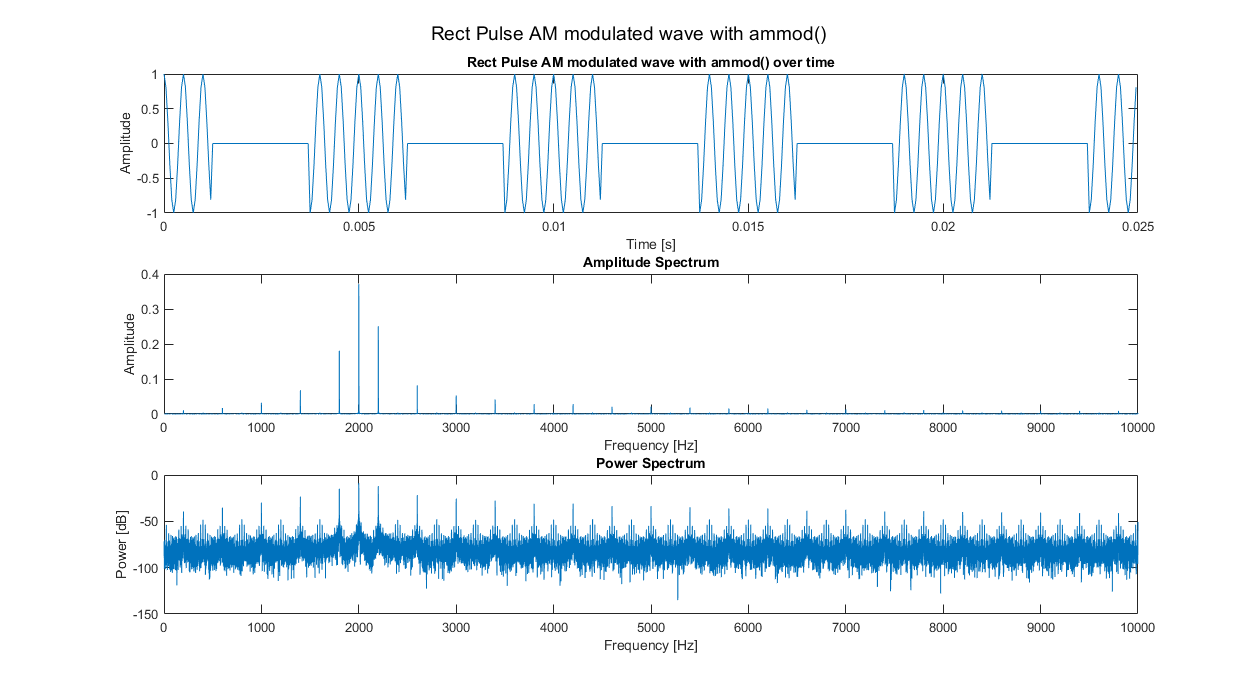 Rect Pulse AM modulated wave with ammod()
Rect Pulse AM modulated wave with ammod() over time
1
0.5
0
-0.5
-1
Amplitude
0 0.005 0.01 0.015 0.02 0.025
Time [s]
Amplitude Spectrum
0.4
0.3
0.2
0.1
0
Amplitude
0 1000 2000 3000 4000 5000 6000 7000 8000 9000 10000
Frequency [Hz]
Power Spectrum
0
-50
-100
-150
Power [dB]
0 1000 2000 3000 4000 5000 6000 7000 8000 9000 10000
Frequency [Hz]